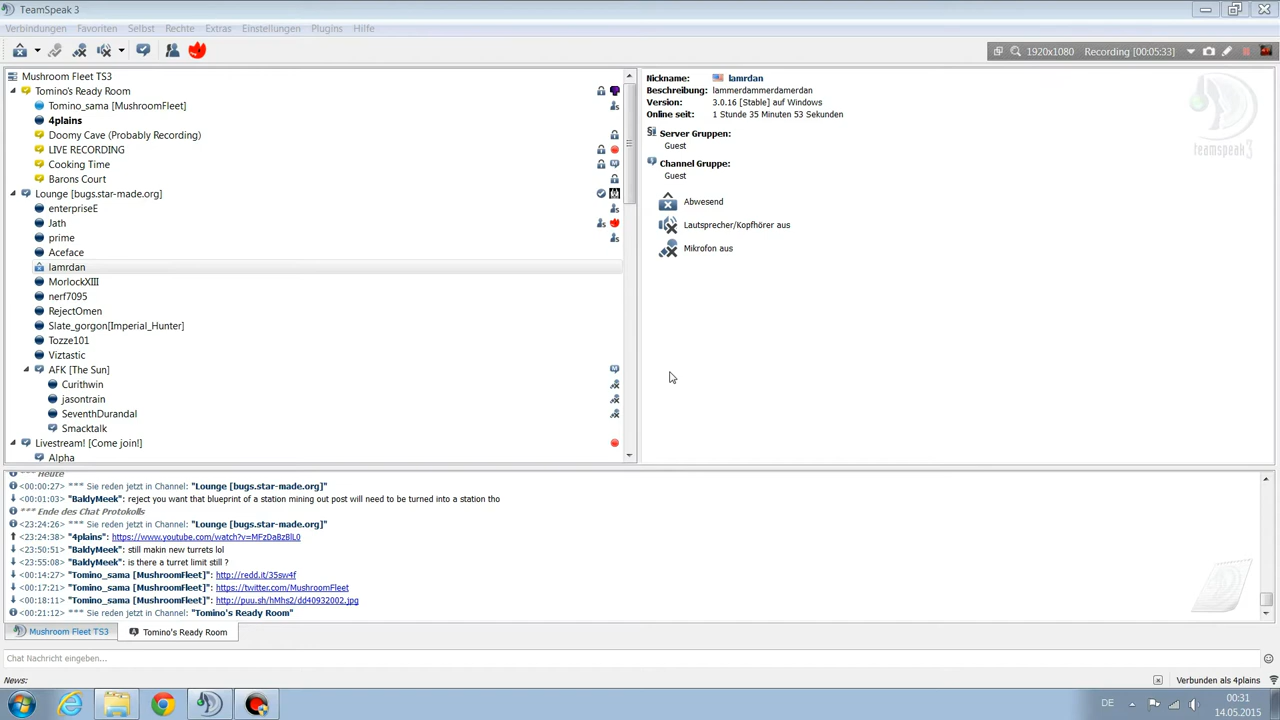 TeamSpeak 3
Verbindungen Favoriten Selbst Rechte Extras Einstellungen Plugins Hilfe
1920x1080 Recording [00:05:33]
Mushroom Fleet TS3
Tomino's Ready Room
Tomino_sama [MushroomFleet]
4plains
Doomy Cave (Probably Recording)
LIVE RECORDING
Cooking Time
Barons Court
Lounge [bugs.star-made.org]
enterpriseE
Jath
prime
Aceface
lamrdan
MorlockXIII
nerf7095
RejectOmen
Slate_gorgon[Imperial_Hunter]
Tozze101
Viztastic
AFK [The Sun]
Curithwin
jasontrain
SeventhDurandal
Smacktalk
Livestream! [Come join!]
Alpha
Nickname: lamrdan
Beschreibung: lammerdammerdamerdan
Version: 3.0.16 [Stable] auf Windows
Online seit: 1 Stunde 35 Minuten 53 Sekunden
Server Gruppen:
Guest
Channel Gruppe:
Guest
Abwesend
Lautsprecher/Kopfhörer aus
Mikrofon aus
teamspeak3
*** Heute
<00:00:27> *** Sie reden jetzt in Channel: "Lounge [bugs.star-made.org]"
<00:01:03> "BaldyMeek": reject you want that blueprint of a station mining out post will need to be turned into a station tho
*** Ende des Chat Protokolls
<23:24:26> *** Sie reden jetzt in Channel: "Lounge [bugs.star-made.org]"
<23:24:38> "4plains": https://www.youtube.com/watch?v=MFzDaBzBlL0
<23:50:51> "BaldyMeek": still makin new turrets lol
<23:55:08> "BaldyMeek": is there a turret limit still ?
<00:14:27> "Tomino_sama [MushroomFleet]": http://redd.it/35sw4f
<00:17:21> "Tomino_sama [MushroomFleet]": https://twitter.com/MushroomFleet
<00:18:11> "Tomino_sama [MushroomFleet]": http://puu.sh/hMhs2/dd40932002.jpg
<00:21:12> *** Sie reden jetzt in Channel: "Tomino's Ready Room"
Mushroom Fleet TS3 Tomino's Ready Room
Chat Nachricht eingeben...
News: Verbunden als 4plains
DE 00:31
14.05.2015